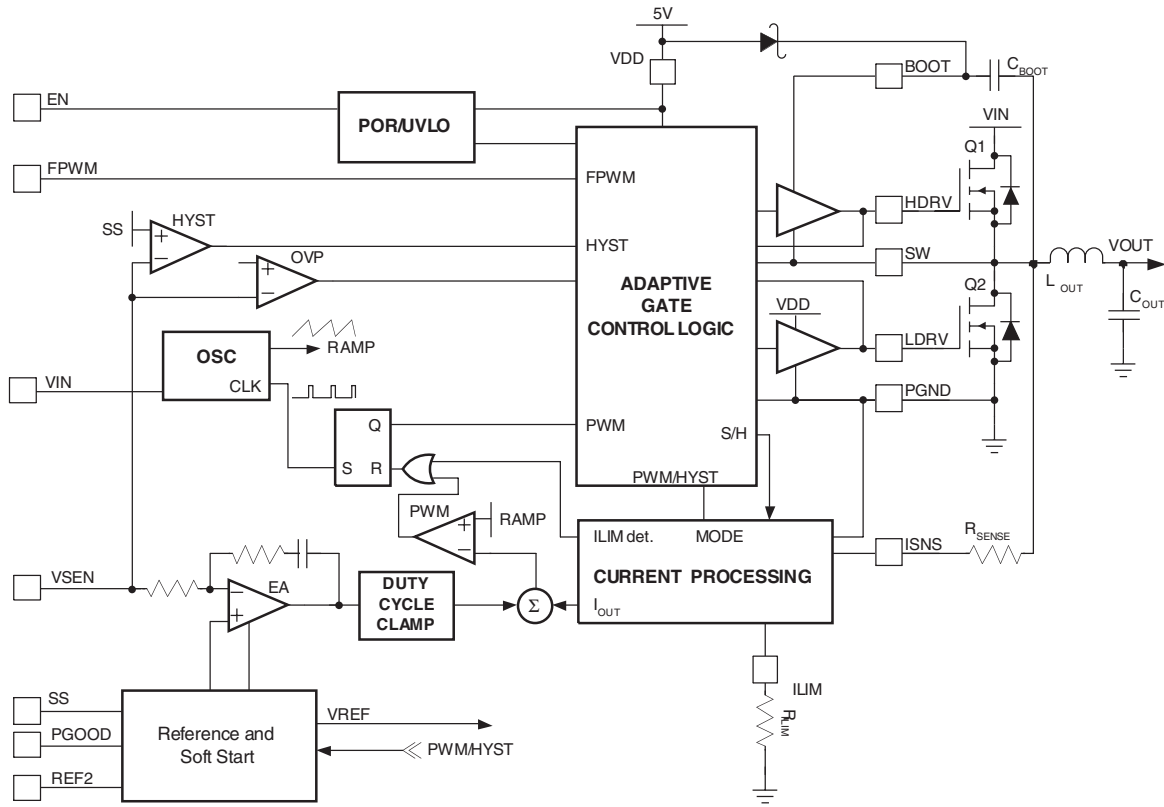 5V
VDD
BOOT
CBOOT
EN
POR/UVLO
VIN
Q1
FPWM
FPWM
HDRV
HYST
SS
+
−
HYST
OVP
+
−
SW
VOUT
LOUT
COUT
ADAPTIVE
GATE
CONTROL LOGIC
Q2
VDD
LDRV
OSC
RAMP
CLK
VIN
PGND
Q
PWM
S
R
S/H
PWM/HYST
PWM
+
−
RAMP
ILIM det.
MODE
CURRENT PROCESSING
IOUT
ISNS
RSENSE
VSEN
−
+
EA
DUTY
CYCLE
CLAMP
Σ
ILIM
RILIM
SS
PGOOD
REF2
Reference and
Soft Start
VREF
PWM/HYST